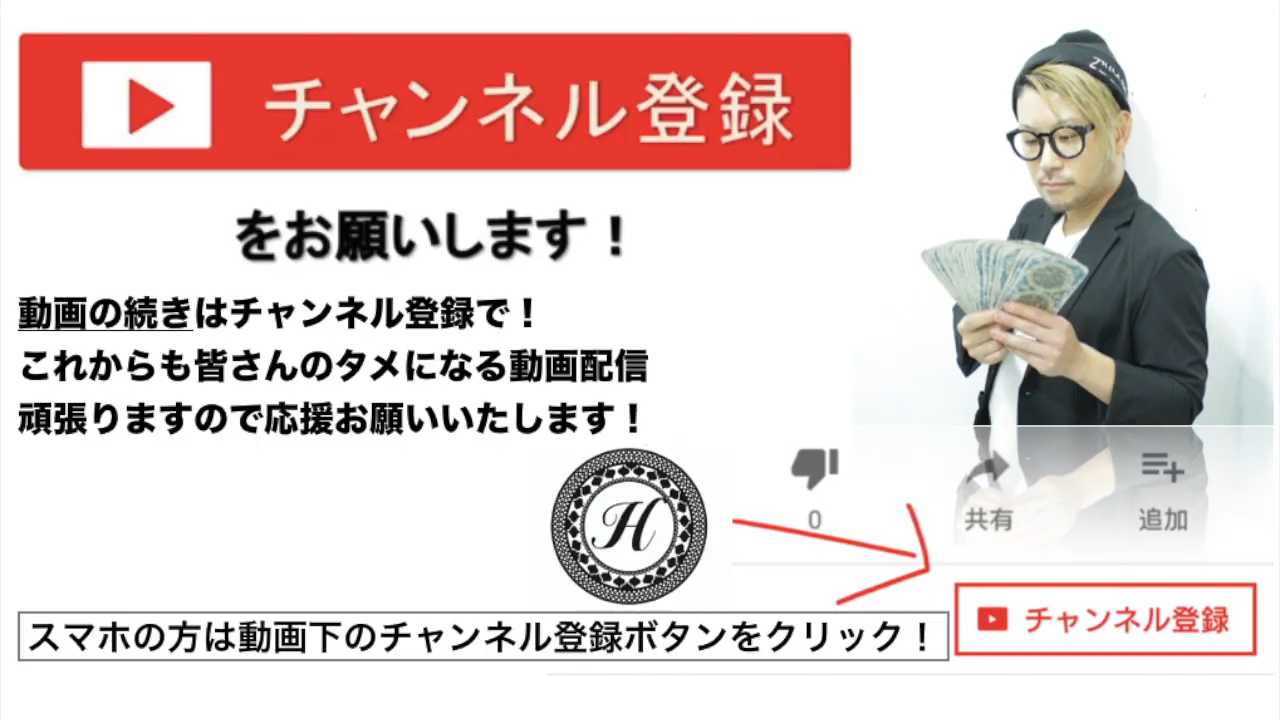 チャンネル登録
をお願いします！
動画の続きはチャンネル登録で！
これからも皆さんのタメになる動画配信
頑張りますので応援お願いいたします！
H
0
共有
追加
チャンネル登録
スマホの方は動画下のチャンネル登録ボタンをクリック！